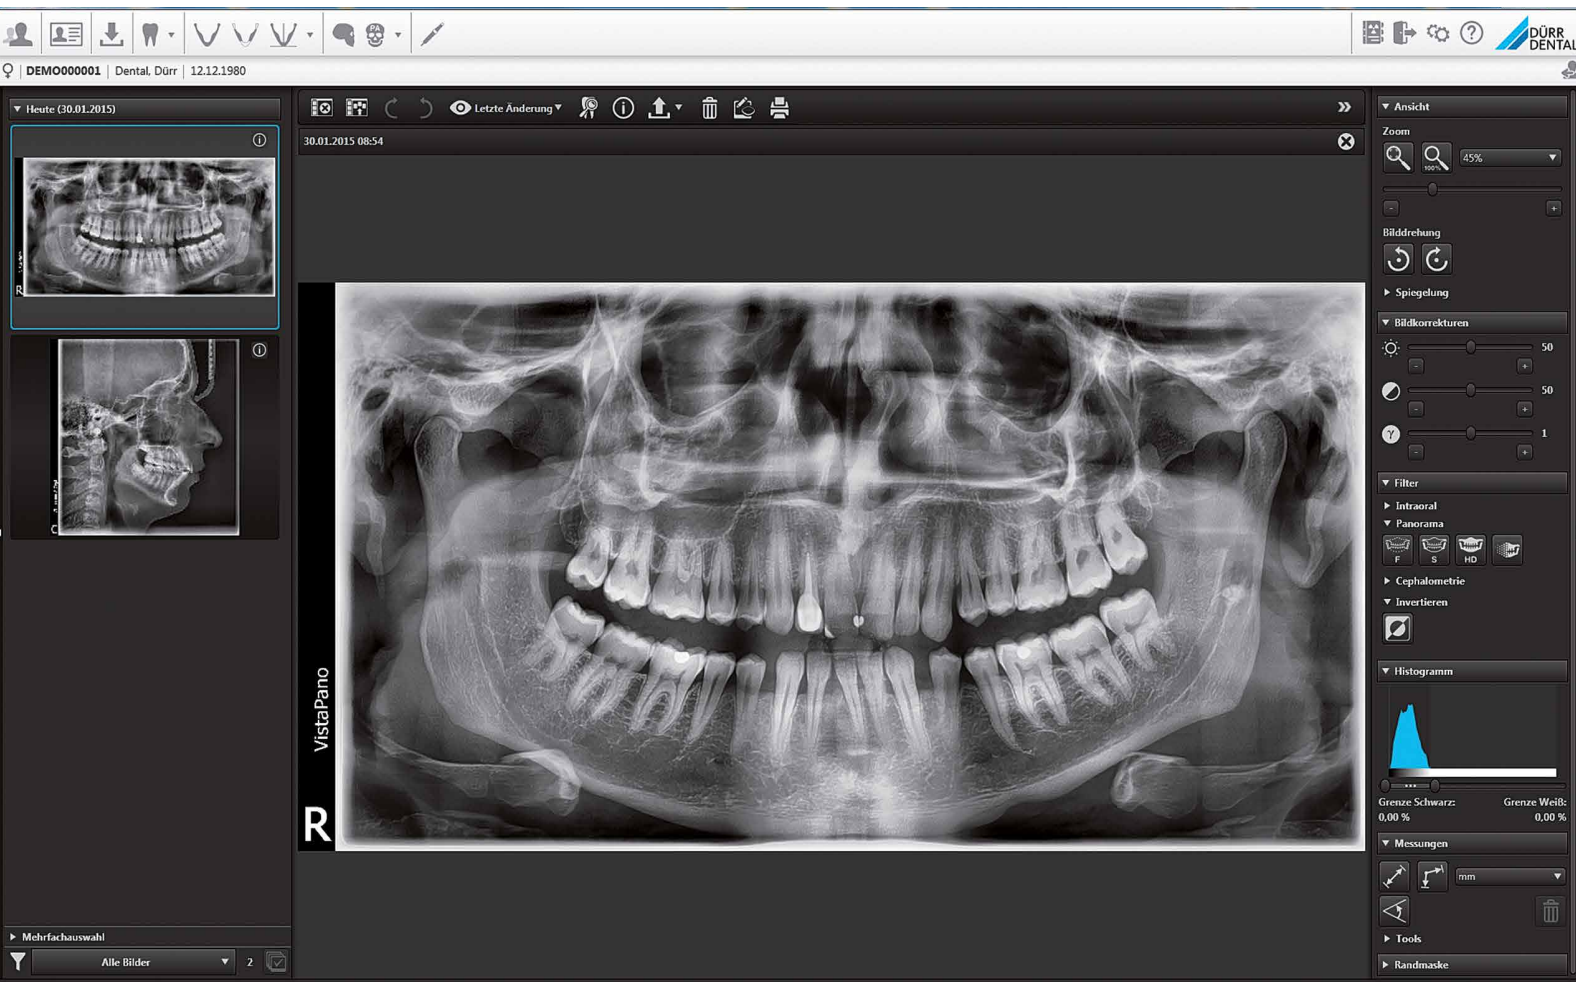 PA
DÜRR
DENTAL
DEMO000001 Dental, Dürr 12.12.1980
Heute (30.01.2015)
R
Letzte Änderung
30.01.2015 08:54
VistaPano
R
Mehrfachauswahl
Alle Bilder 2
Ansicht
Zoom
100% 45%
- +
Bilddrehung
Spiegelung
Bildkorrekturen
50
- +
50
- +
γ 1
- +
Filter
Intraoral
Panorama
F S HD
Cephalometrie
Invertieren
Histogramm
Grenze Schwarz: Grenze Weiß:
0,00 % 0,00 %
Messungen
mm
Tools
Randmaske